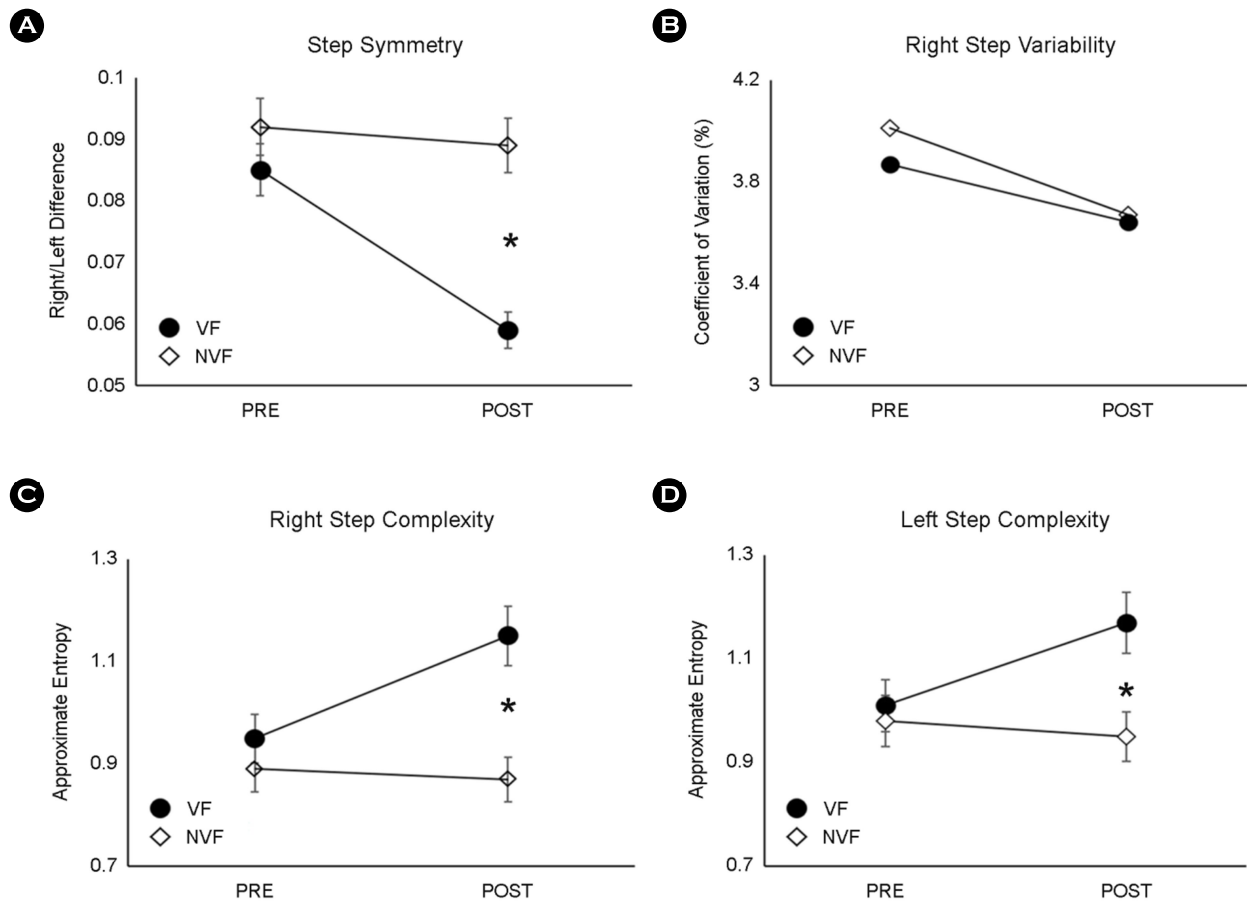 A
Step Symmetry
Right/Left Difference
0.1
0.09
0.08
0.07
0.06
0.05
*
VF
NVF
PRE
POST
B
Right Step Variability
Coefficient of Variation (%)
4.2
3.8
3.4
3
VF
NVF
PRE
POST
C
Right Step Complexity
Approximate Entropy
1.3
1.1
0.9
0.7
*
VF
NVF
PRE
POST
D
Left Step Complexity
Approximate Entropy
1.3
1.1
0.9
0.7
*
VF
NVF
PRE
POST